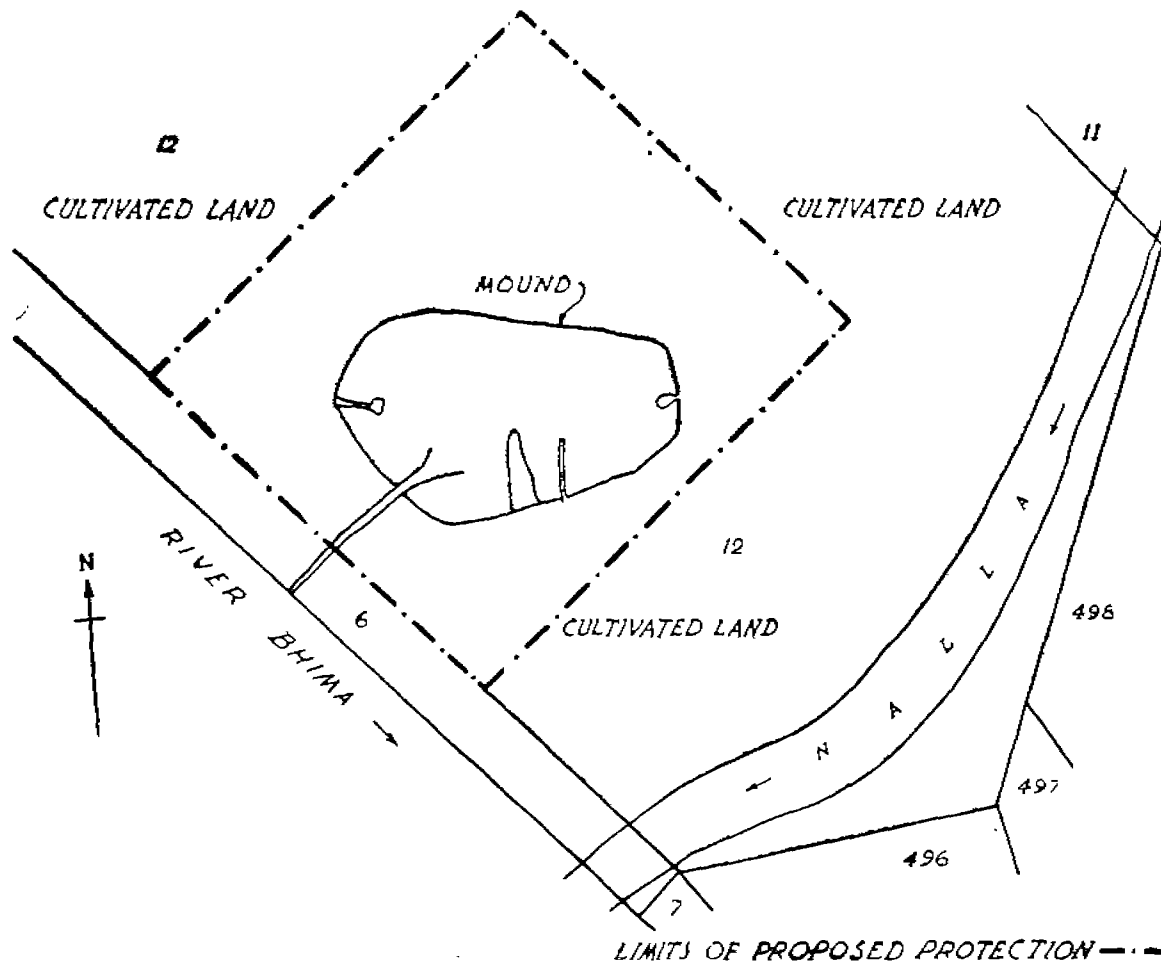 11
12
CULTIVATED LAND
CULTIVATED LAND
MOUND
NALLA
12
RIVER BHIMA
N
6
CULTIVATED LAND
498
497
496
7
LIMITS OF PROPOSED PROTECTION